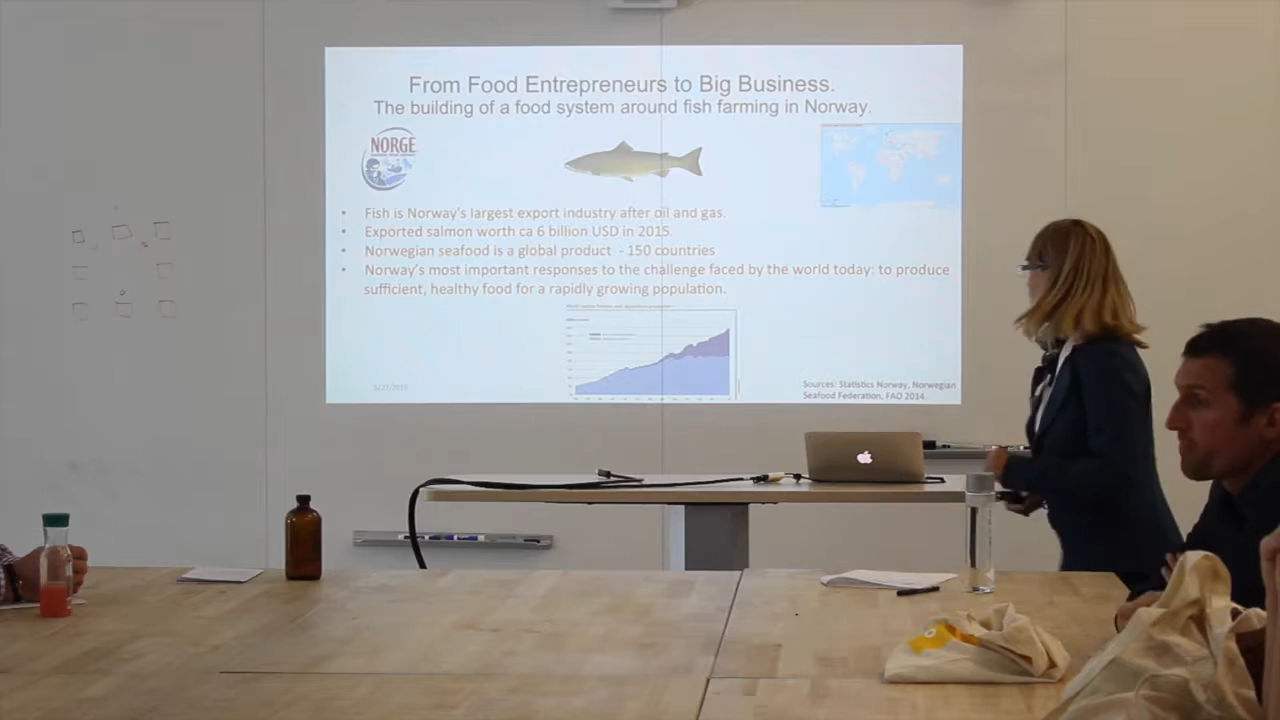 From Food Entrepreneurs to Big Business.
The building of a food system around fish farming in Norway.
NORGE
• Fish is Norway's largest export industry after oil and gas.
• Exported salmon worth ca 6 billion USD in 2015.
• Norwegian seafood is a global product - 150 countries
• Norway's most important responses to the challenge faced by the world today: to produce
sufficient, healthy food for a rapidly growing population.
Sources: Statistics Norway, Norwegian
Seafood Federation, FAO 2014.